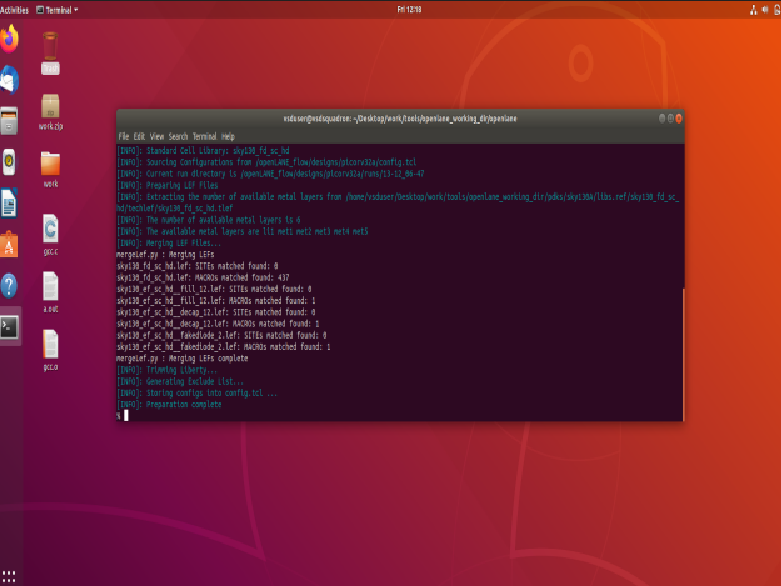 Activities
Terminal
Fri 12:18
Trash
work.zip
work
gcc.c
a.out
gcc.o
vsduser@vsdsquadron: ~/Desktop/work/tools/openlane_working_dir/openlane
File Edit View Search Terminal Help
[INFO]: Standard Cell Library: sky130_fd_sc_hd
[INFO]: Sourcing Configurations from /openLANE_flow/designs/picorv32a/config.tcl
[INFO]: Current run directory is /openLANE_flow/designs/picorv32a/runs/13-12_06-47
[INFO]: Preparing LEF Files
[INFO]: Extracting the number of available metal layers from /home/vsduser/Desktop/work/tools/openlane_working_dir/pdks/sky130A/libs.ref/sky130_fd_sc_
hd/techlef/sky130_fd_sc_hd.tlef
[INFO]: The number of available metal layers is 6
[INFO]: The available metal layers are li1 met1 met2 met3 met4 met5
[INFO]: Merging LEF Files...
mergeLef.py : Merging LEFs
sky130_fd_sc_hd.lef: SITEs matched found: 0
sky130_fd_sc_hd.lef: MACROs matched found: 437
sky130_ef_sc_hd__fill_12.lef: SITEs matched found: 0
sky130_ef_sc_hd__fill_12.lef: MACROs matched found: 1
sky130_ef_sc_hd__decap_12.lef: SITEs matched found: 0
sky130_ef_sc_hd__decap_12.lef: MACROs matched found: 1
sky130_ef_sc_hd__fakediode_2.lef: SITEs matched found: 0
sky130_ef_sc_hd__fakediode_2.lef: MACROs matched found: 1
mergeLef.py : Merging LEFs complete
[INFO]: Trimming Liberty...
[INFO]: Generating Exclude List...
[INFO]: Storing configs into config.tcl ...
[INFO]: Preparation complete
%